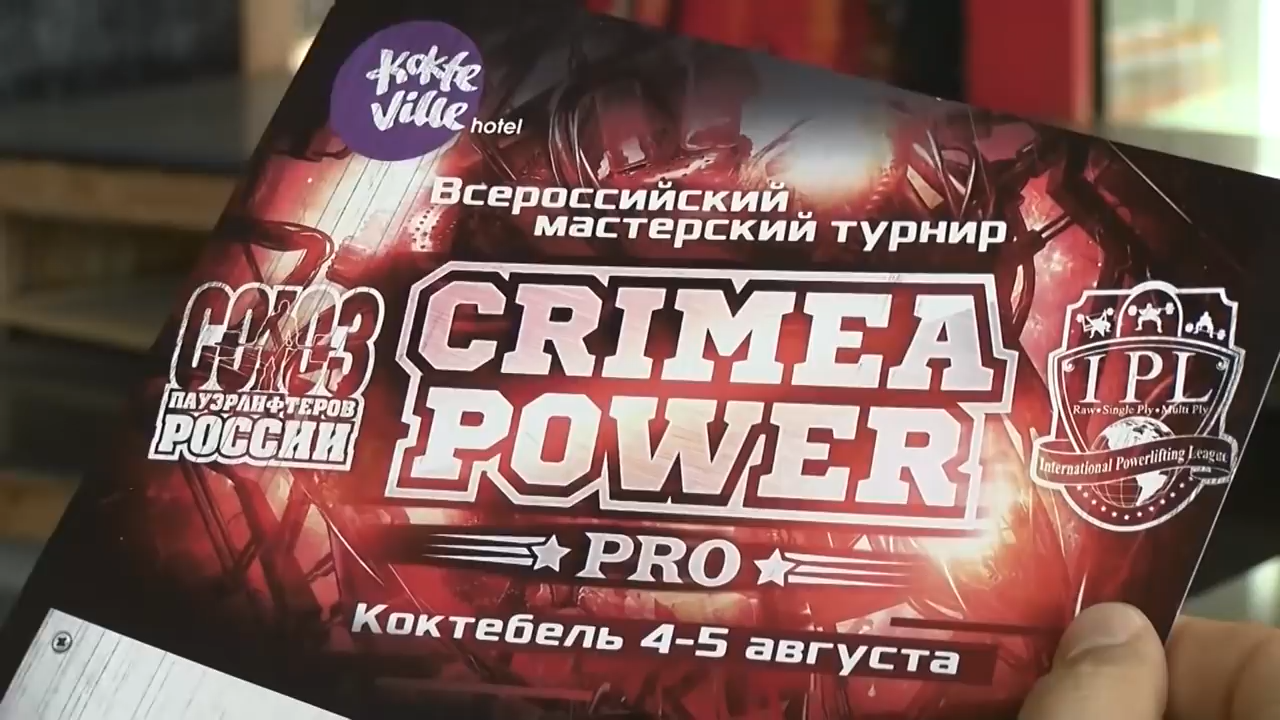 Kokte
Ville
hotel
Всероссийский
мастерский турнир
СОЮЗ
ПАУЭРЛИФТЕРОВ
РОССИИ
CRIMEA
POWER
PRO
IPL
Raw•Single Ply•Multi Ply
International Powerlifting League
Коктебель 4-5 августа